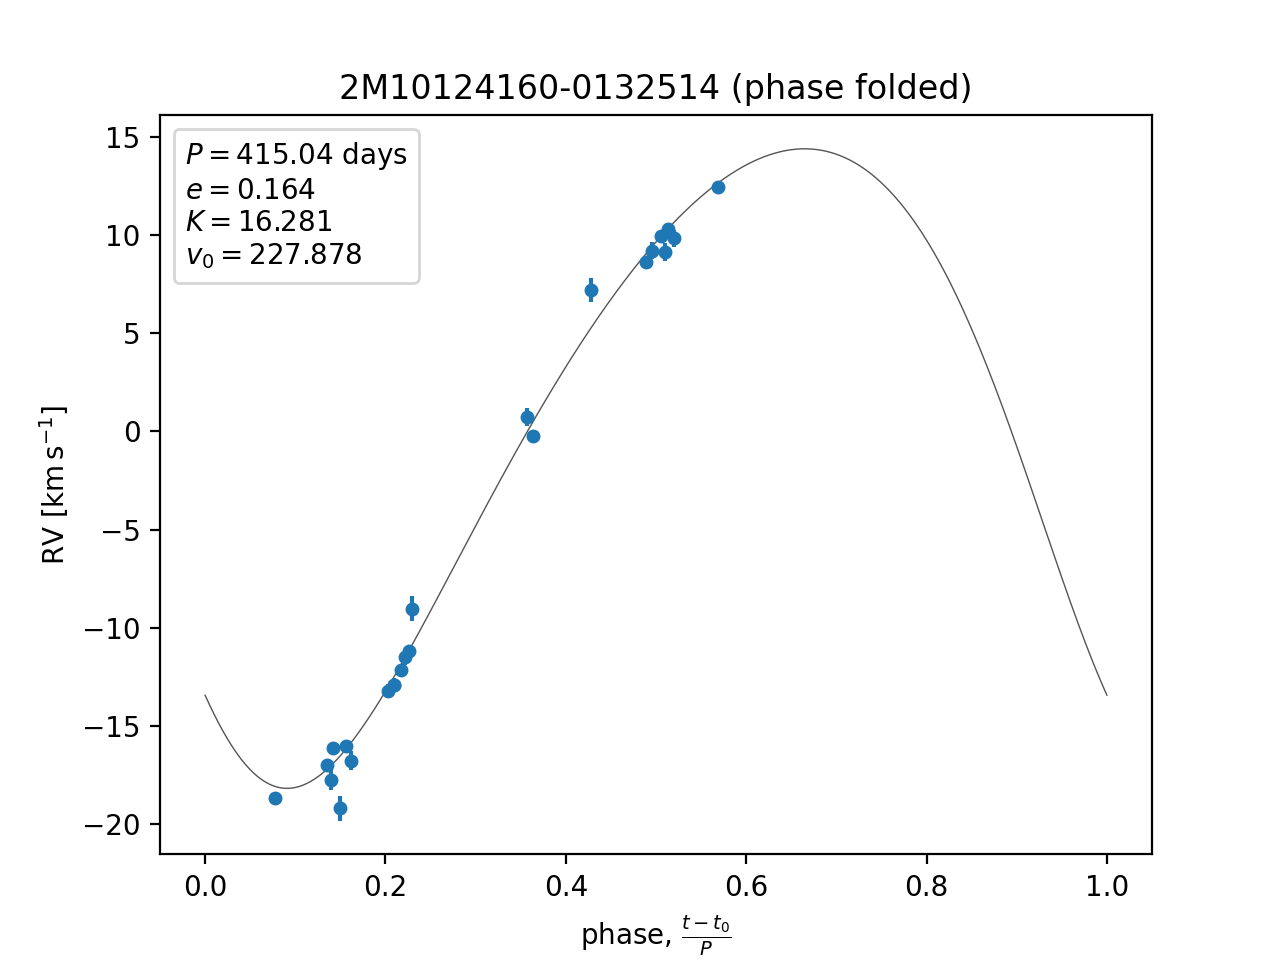 2M10124160-0132514 (phase folded)
P = 415.04 days
e = 0.164
K = 16.281
v₀ = 227.878
15
10
5
0
−5
−10
−15
−20
RV [km s⁻¹]
0.0 0.2 0.4 0.6 0.8 1.0
phase, (t − t₀)/P